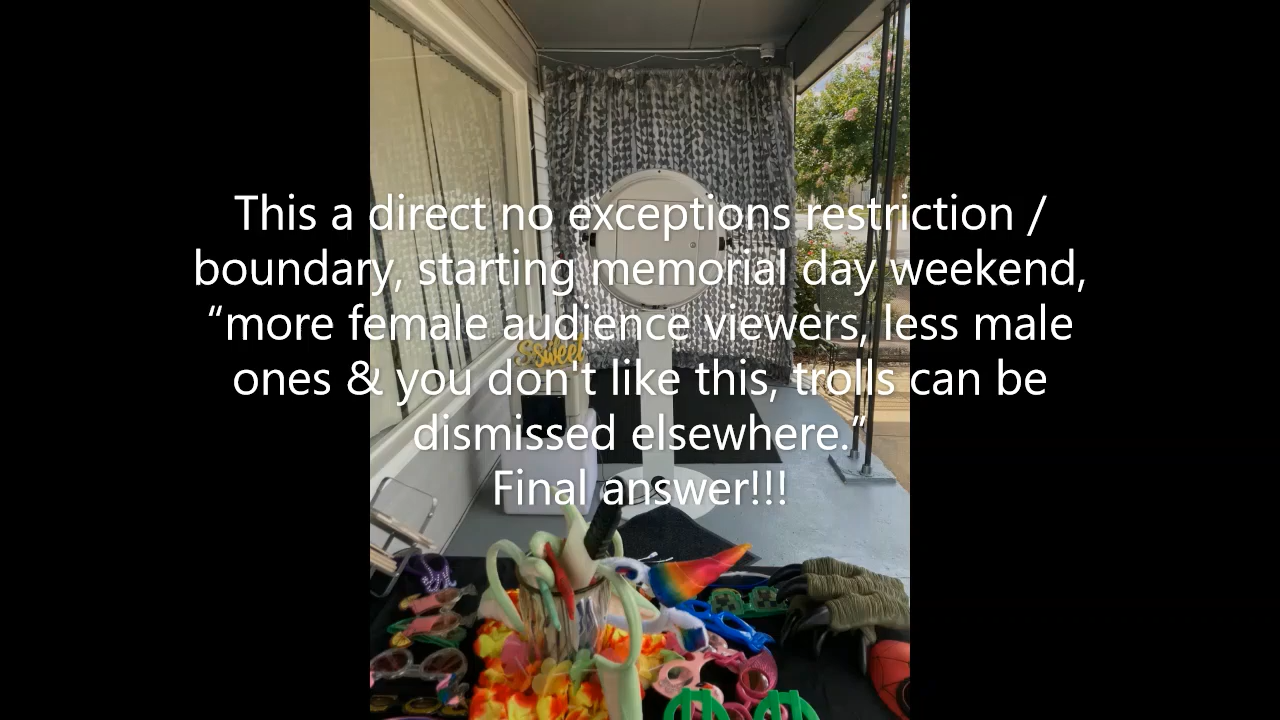 This a direct no exceptions restriction /
boundary, starting memorial day weekend,
“more female audience viewers, less male
ones & you don't like this, trolls can be
dismissed elsewhere.”
Final answer!!!
sweet